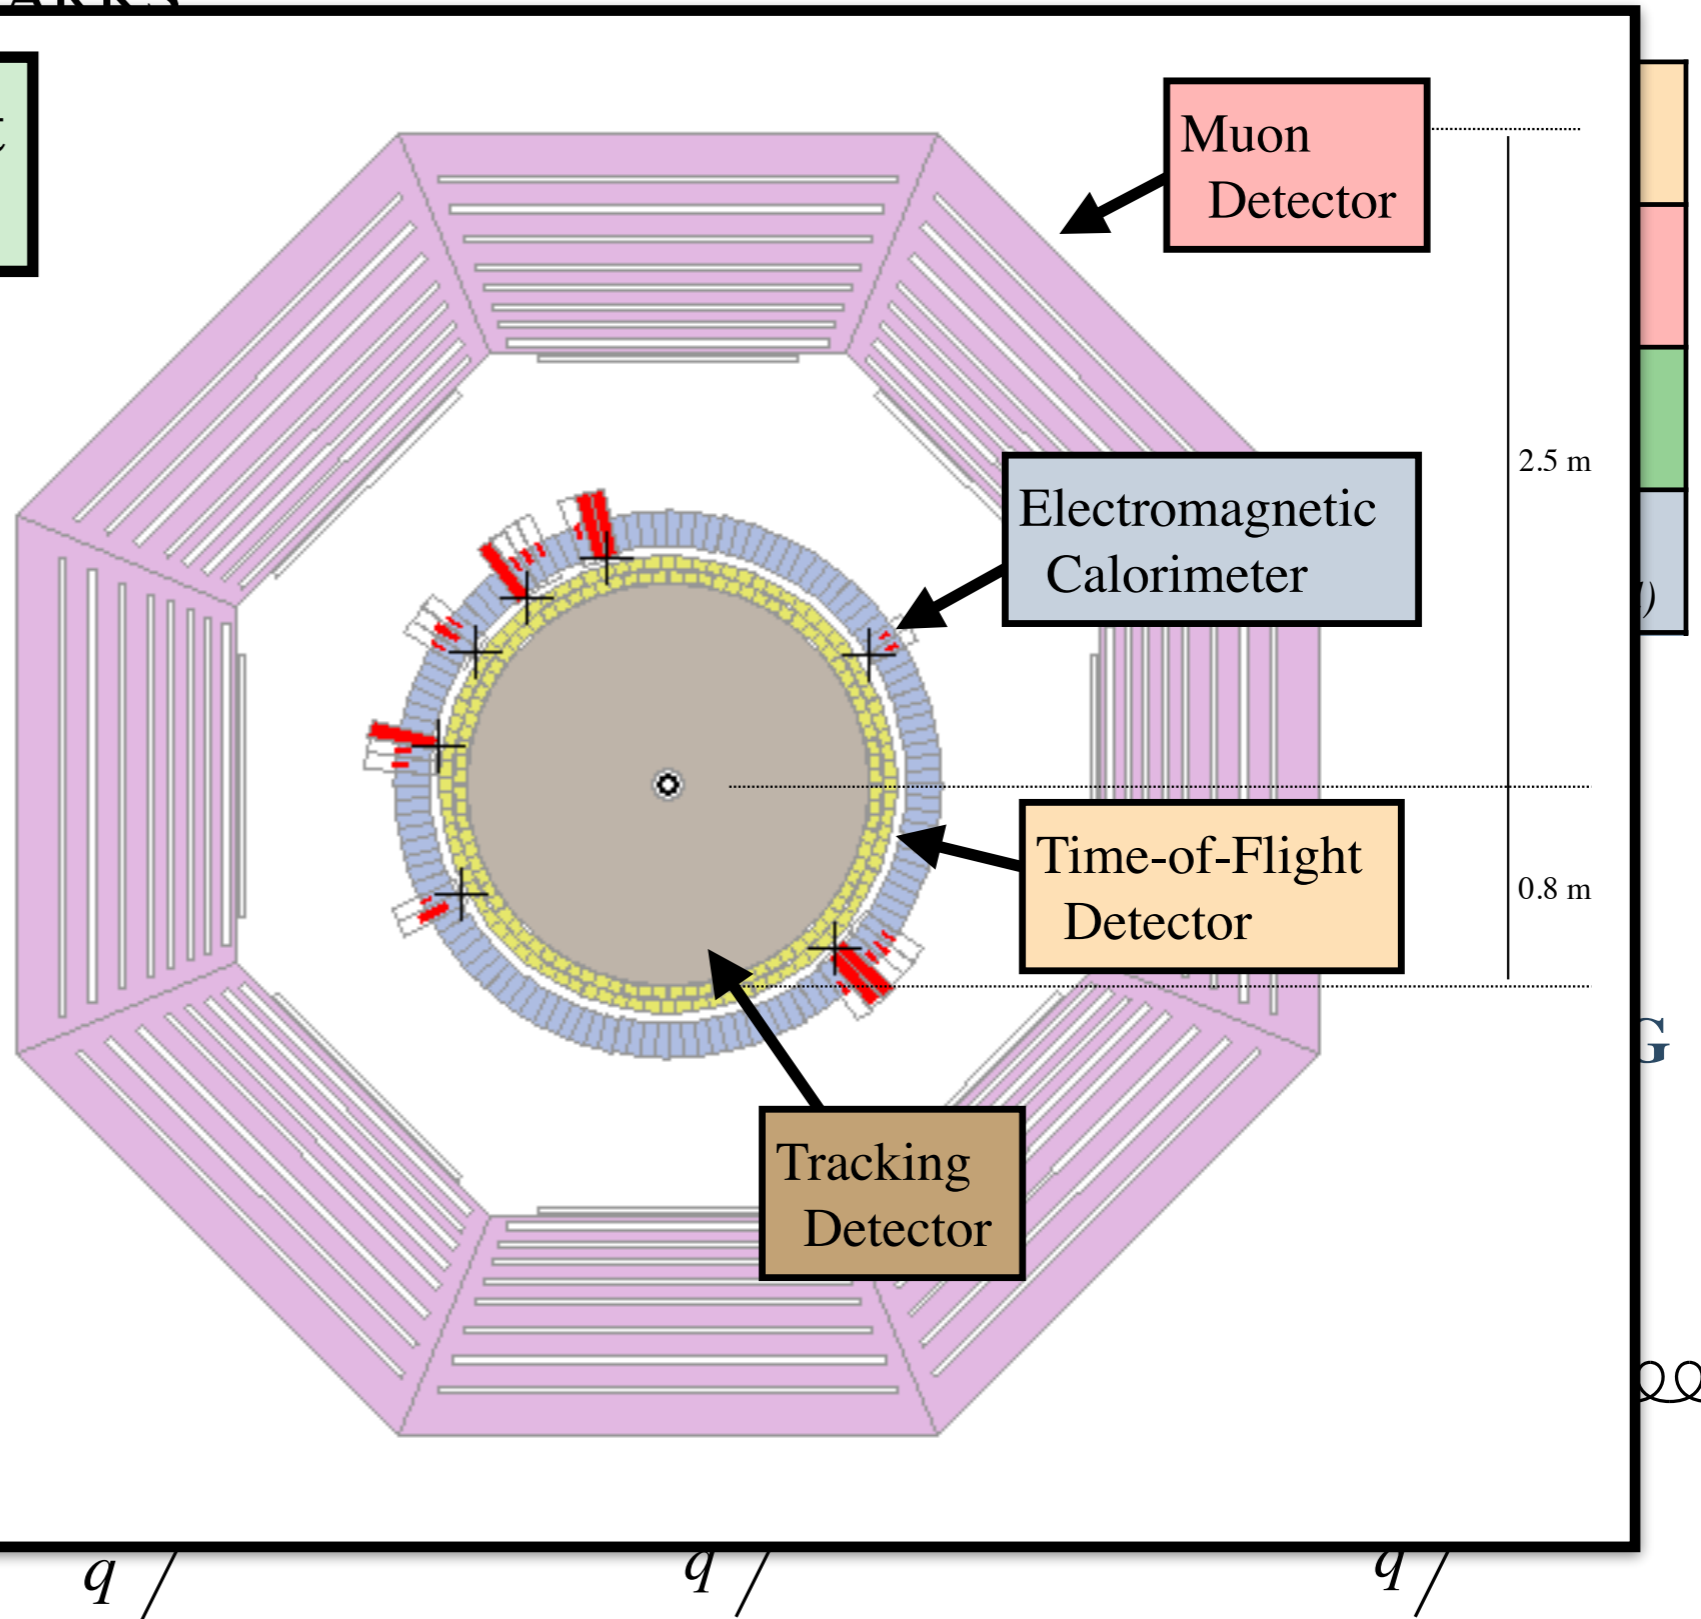 Muon
Detector
2.5 m
Electromagnetic
Calorimeter
Time-of-Flight
Detector
0.8 m
G
Tracking
Detector
q
q
q